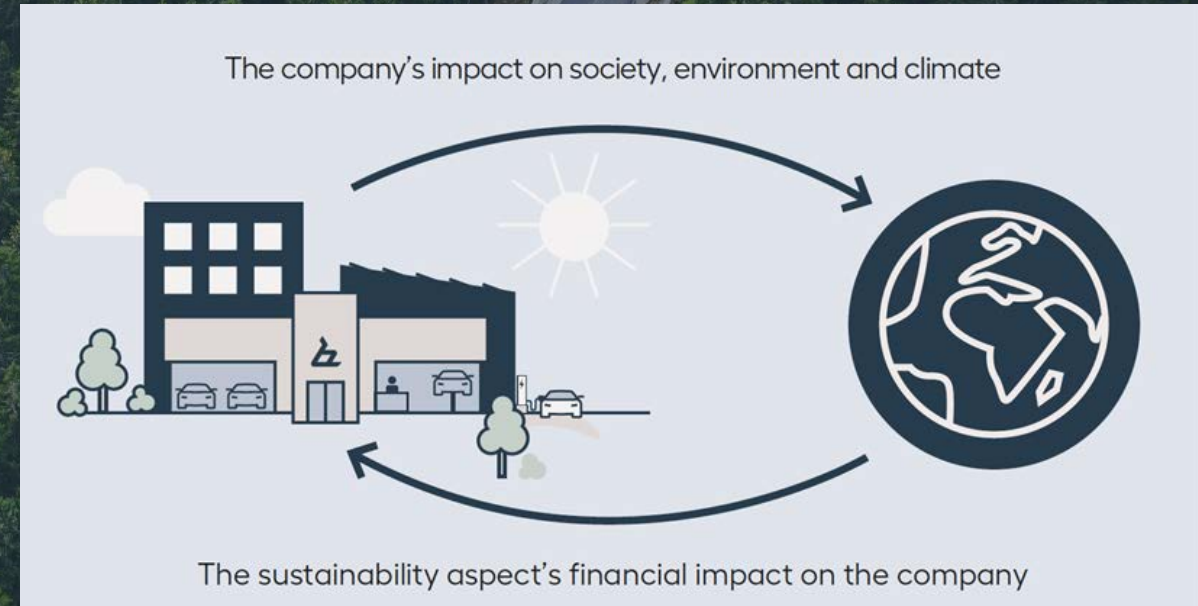 The company’s impact on society, environment and climate
The sustainability aspect’s financial impact on the company